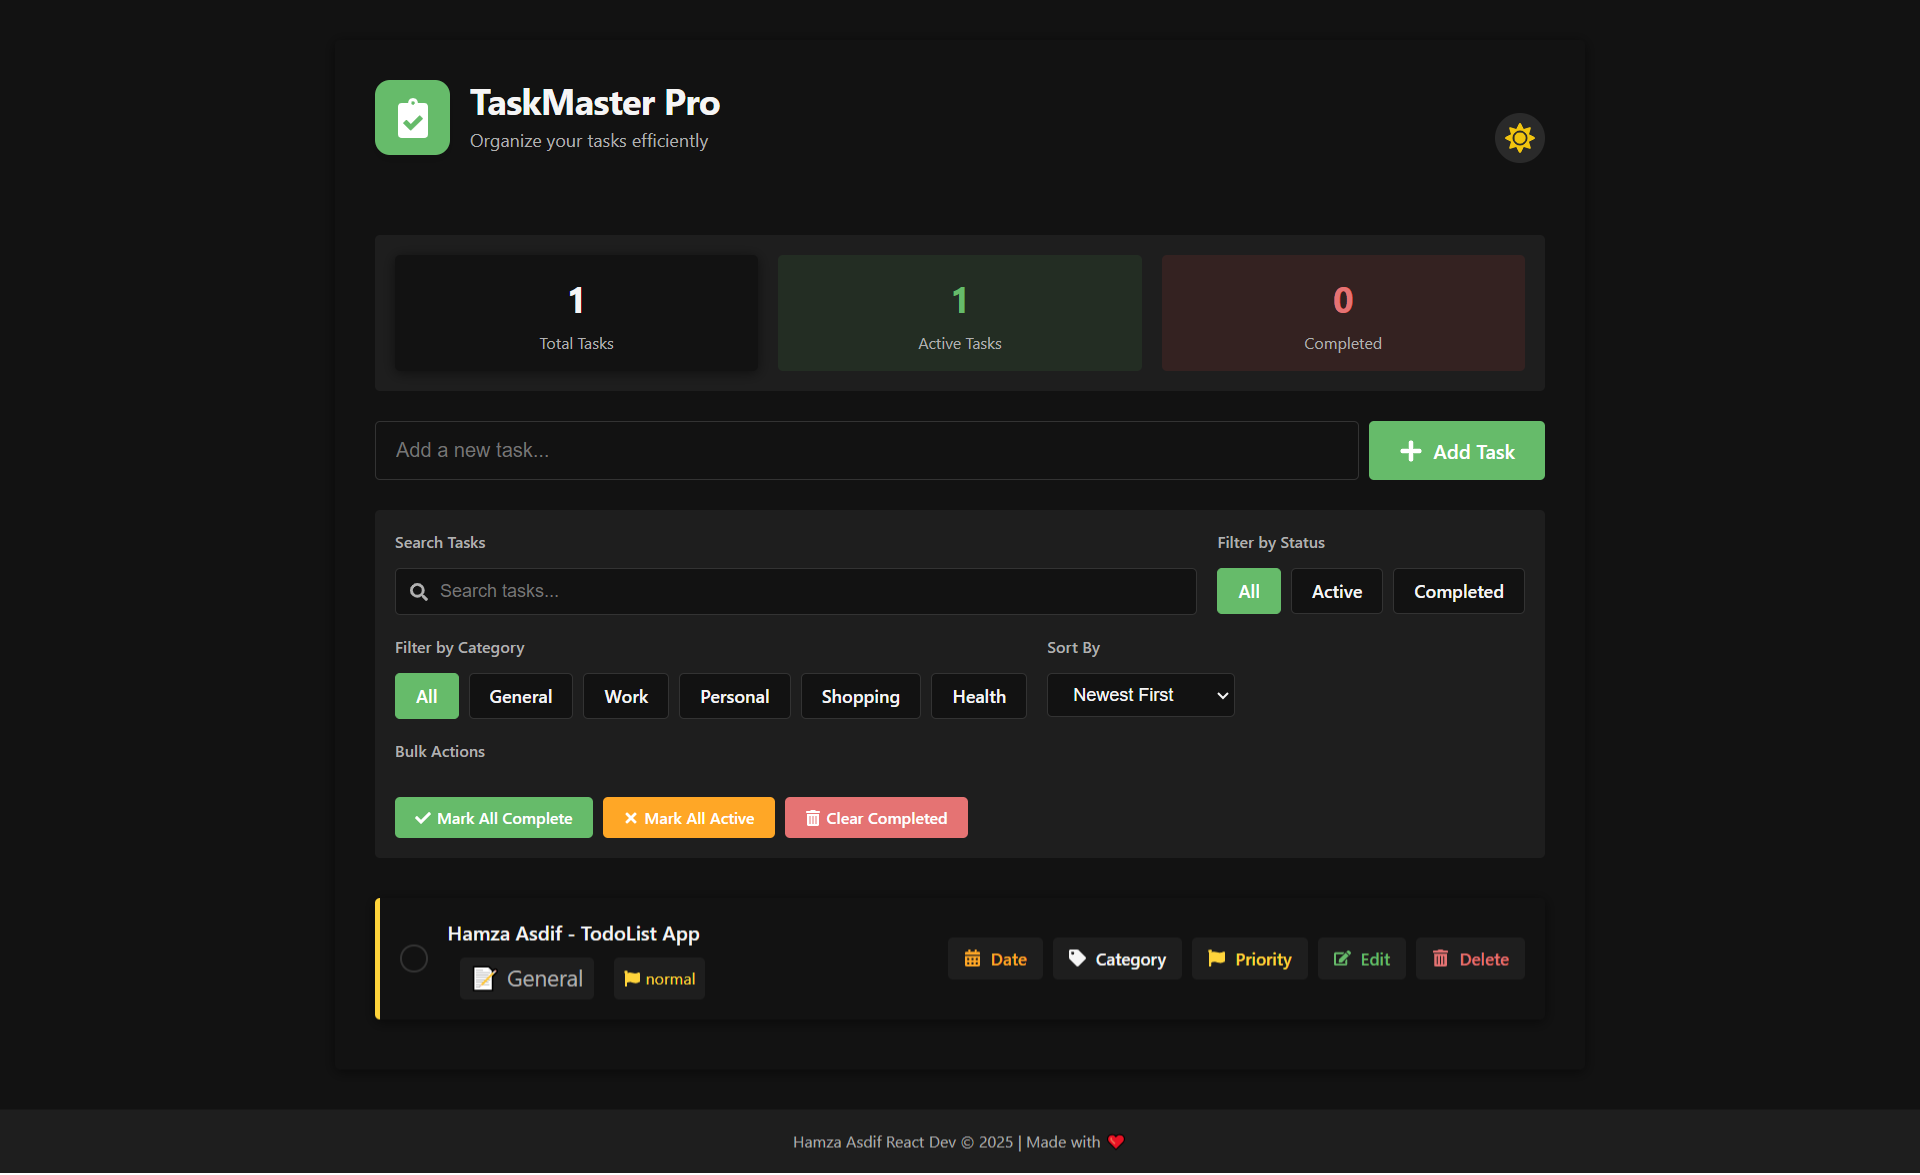 TaskMaster Pro
Organize your tasks efficiently
1
Total Tasks
1
Active Tasks
0
Completed
Add a new task...
Add Task
Search Tasks
Search tasks...
Filter by Status
All
Active
Completed
Filter by Category
All
General
Work
Personal
Shopping
Health
Sort By
Newest First
Bulk Actions
Mark All Complete
Mark All Active
Clear Completed
Hamza Asdif - TodoList App
General
normal
Date
Category
Priority
Edit
Delete
Hamza Asdif React Dev © 2025 | Made with ❤️